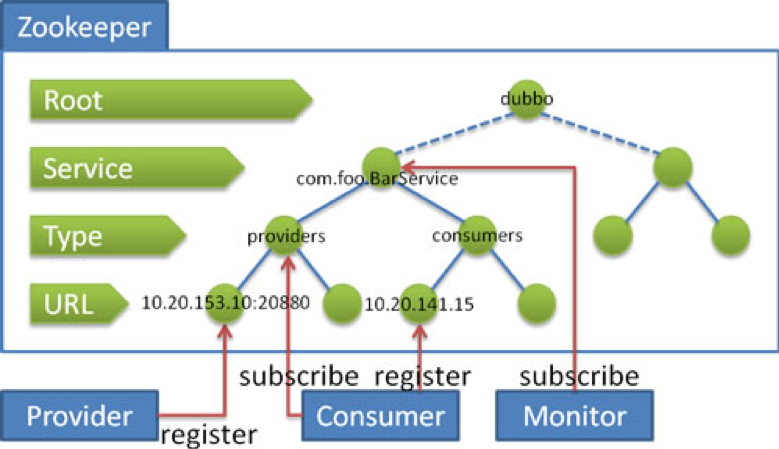 Zookeeper
Root
dubbo
Service
com.foo.BarService
Type
providers
consumers
URL
10.20.153.10:20880
10.20.141.15
subscribe
register
subscribe
Provider
Consumer
Monitor
register